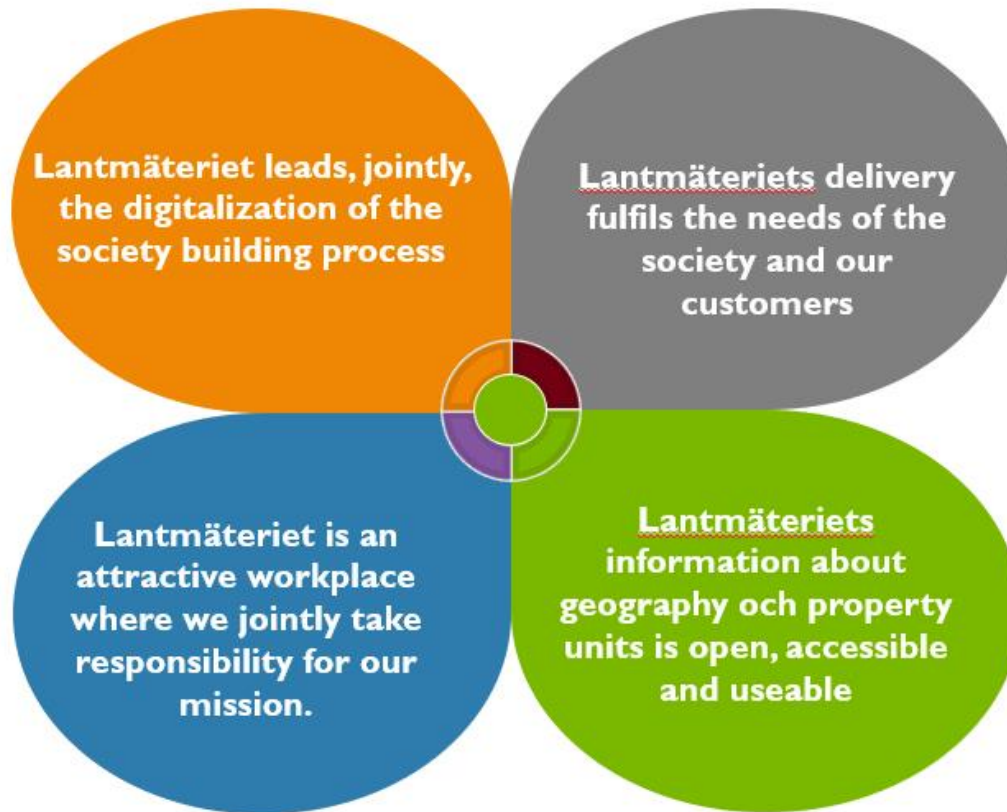 Lantmäteriet leads, jointly,
the digitalization of the
society building process
Lantmäteriets delivery
fulfils the needs of the
society and our
customers
Lantmäteriet is an
attractive workplace
where we jointly take
responsibility for our
mission.
Lantmäteriets
information about
geography och property
units is open, accessible
and useable